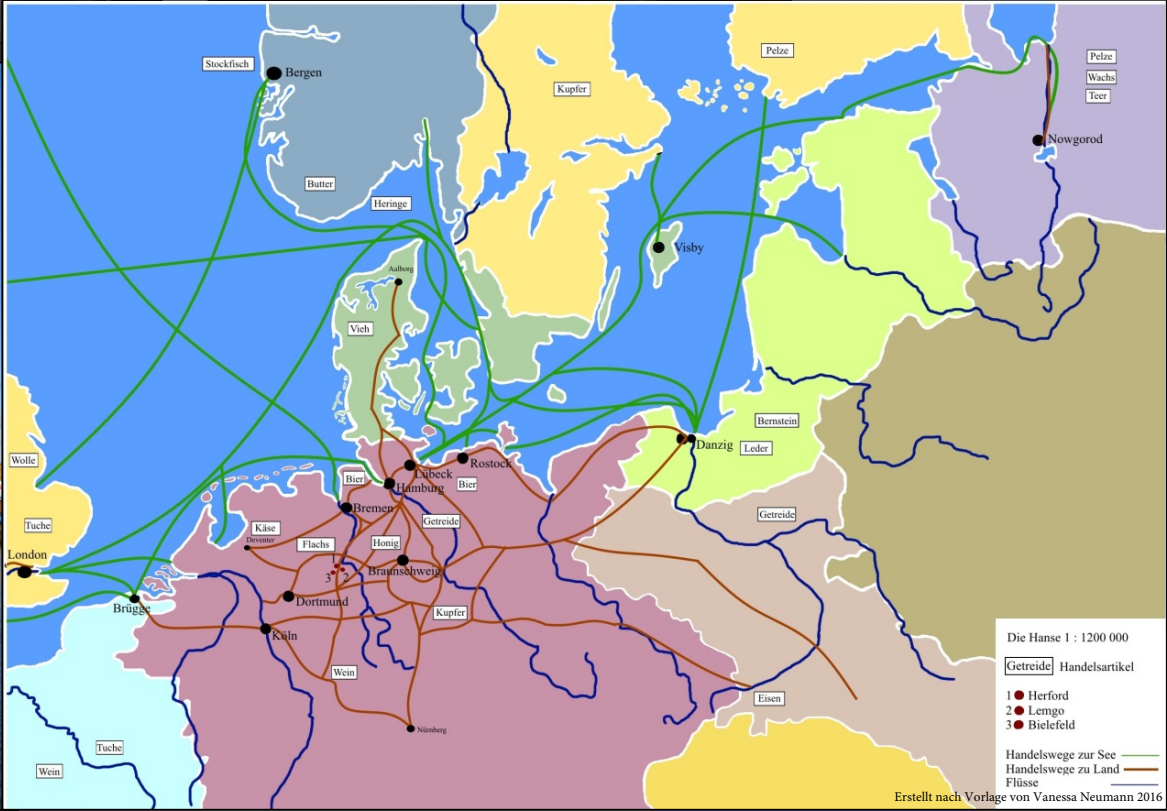 Stockfisch
Bergen
Pelze
Kupfer
Pelze
Wachs
Teer
Nowgorod
Butter
Heringe
Visby
Aalborg
Vieh
Wolle
Bernstein
Danzig
Leder
Rostock
Lübeck
Hamburg
Bier
Bier
Bremen
Getreide
Getreide
Tuche
Käse
Deventer
Flachs
Honig
London
1
3
2
Braunschweig
Brügge
Dortmund
Kupfer
Köln
Wein
Eisen
Nürnberg
Tuche
Wein
Die Hanse 1 : 1200 000
Getreide Handelsartikel
1 Herford
2 Lemgo
3 Bielefeld
Handelswege zur See
Handelswege zu Land
Flüsse
Erstellt nach Vorlage von Vanessa Neumann 2016